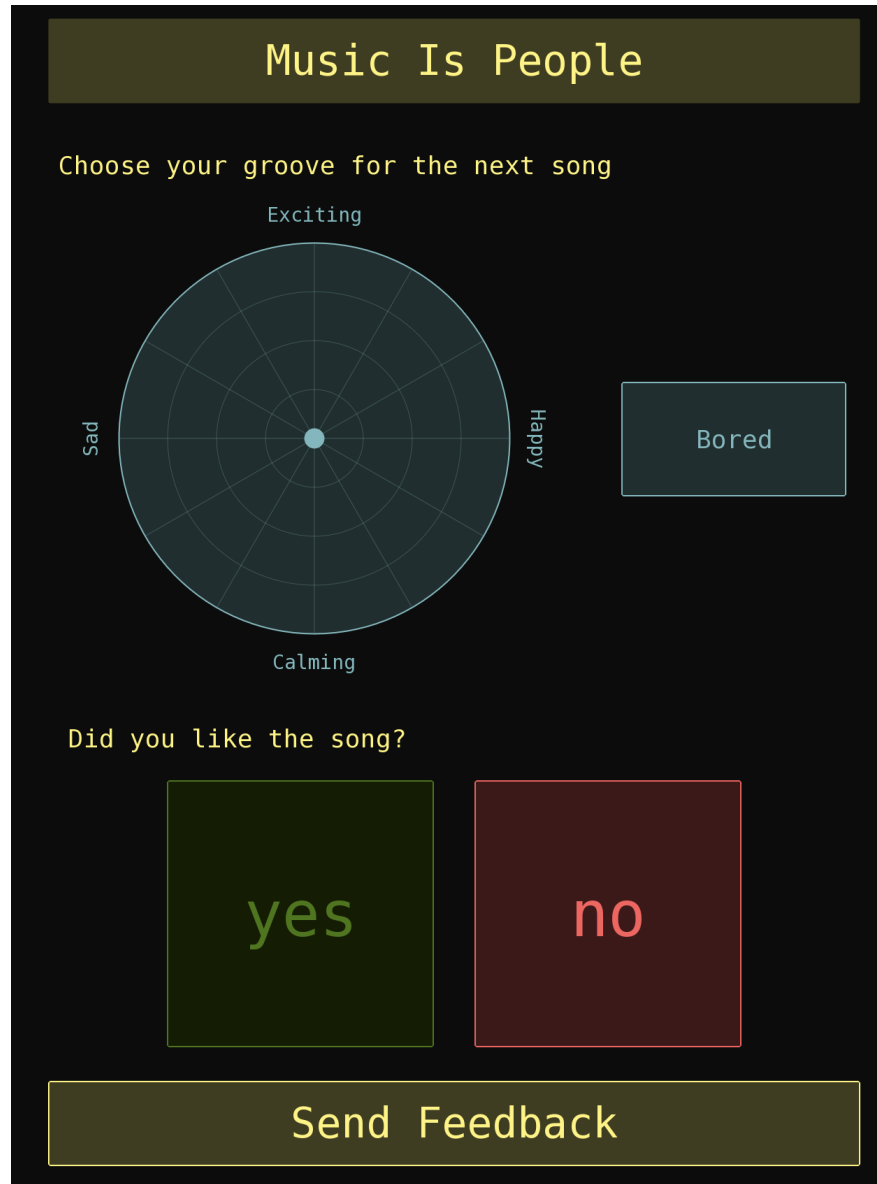 Music Is People
Choose your groove for the next song
Exciting
Sad
Happy
Bored
Calming
Did you like the song?
yes
no
Send Feedback